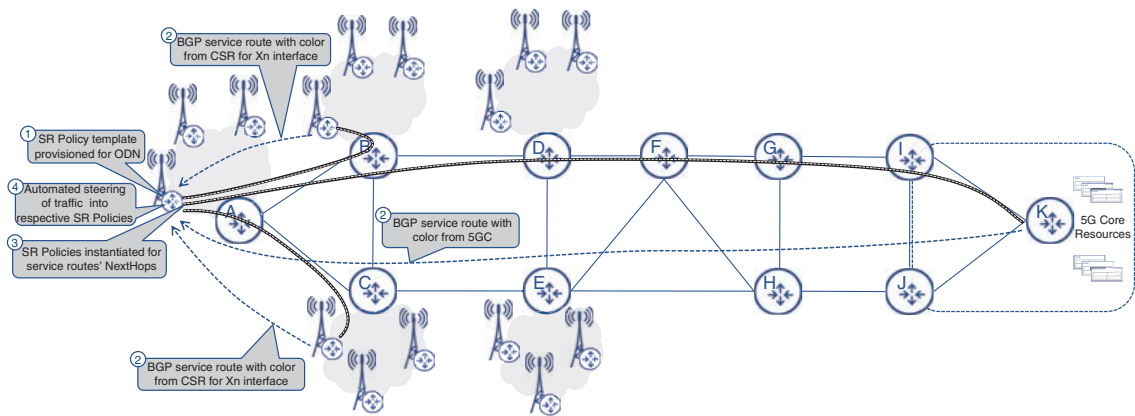 2
BGP service route with color
from CSR for Xn interface
1
SR Policy template
provisioned for ODN
4
Automated steering
of traffic into
respective SR Policies
3
SR Policies instantiated for
service routes' NextHops
A
B
D
F
G
I
K
5G Core
Resources
2
BGP service route with
color from 5GC
C
E
H
J
2
BGP service route with color
from CSR for Xn interface